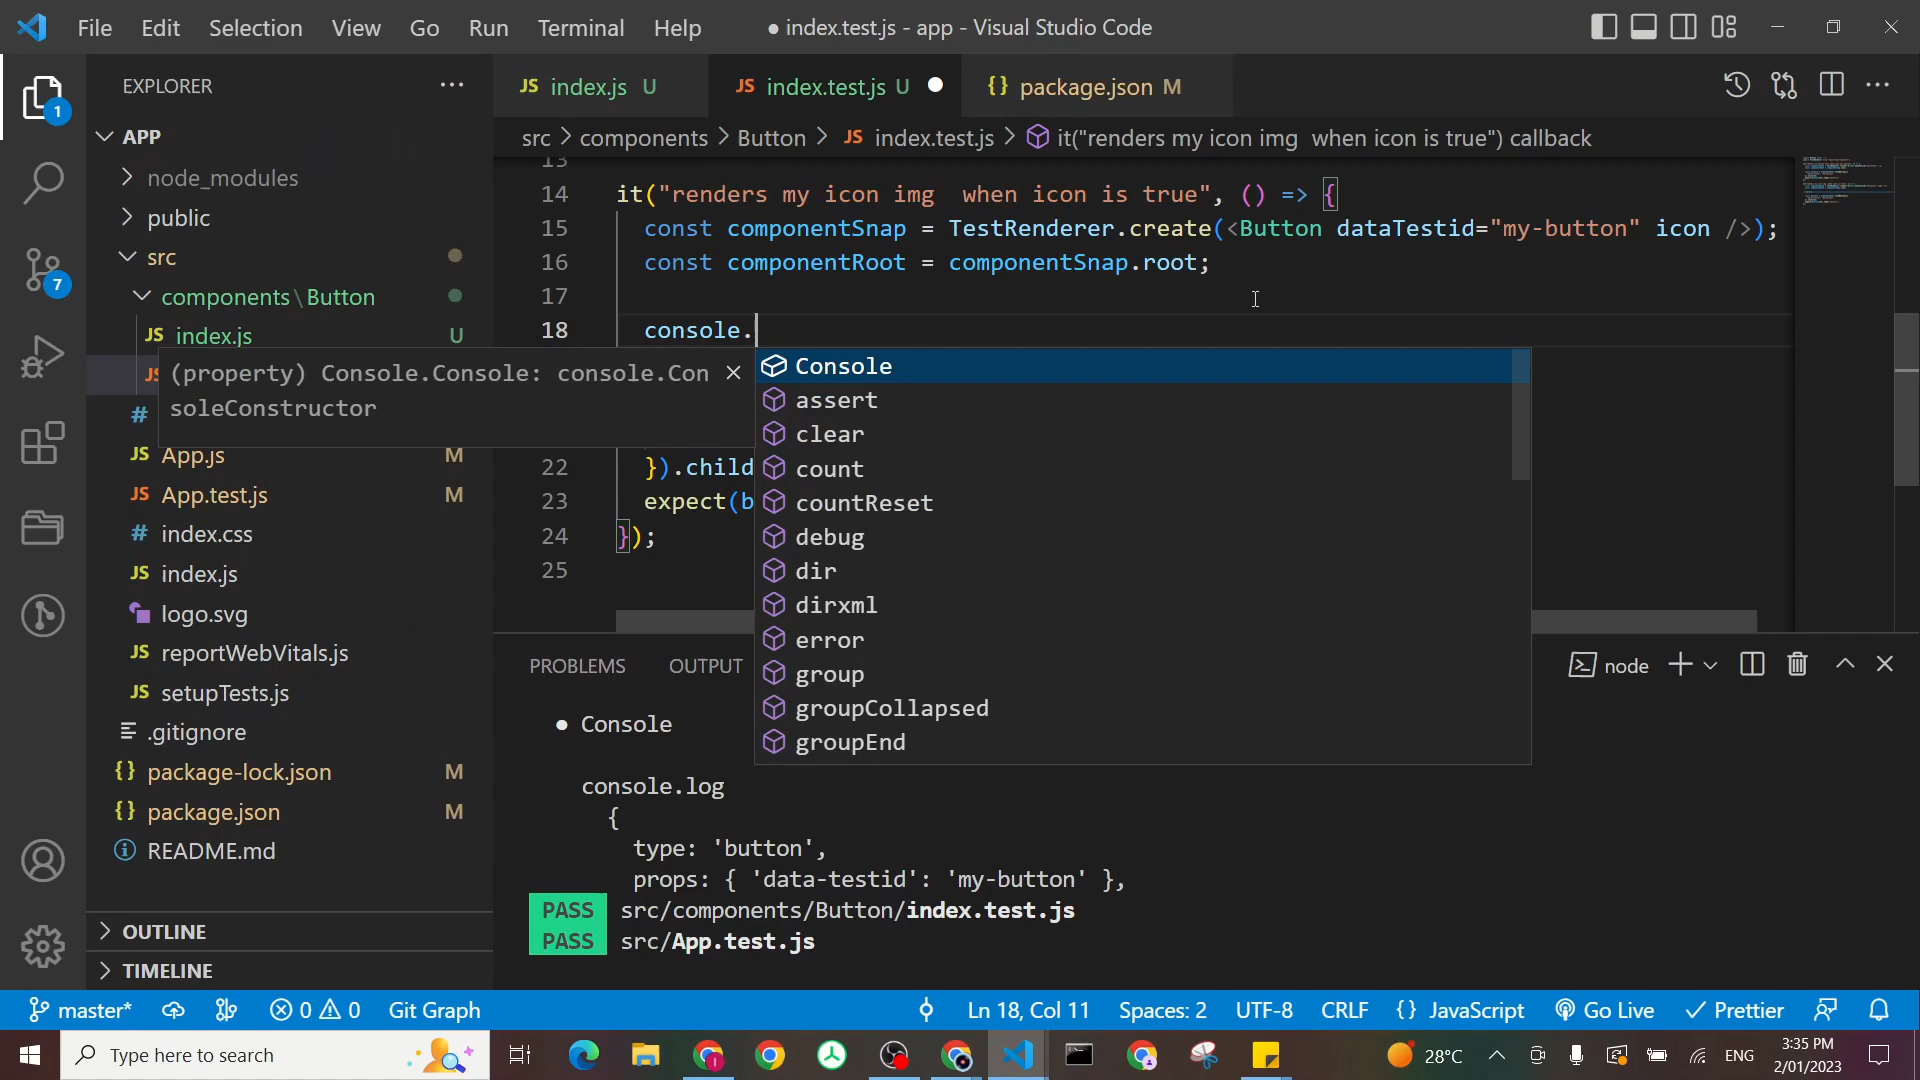 File Edit Selection View Go Run Terminal Help ● index.test.js - app - Visual Studio Code
EXPLORER ···
JS index.js U
JS index.test.js U ●
{} package.json M
src > components > Button > JS index.test.js > it("renders my icon img  when icon is true") callback
1
APP
node_modules
public
src
components\Button
JS index.js U
JS
#
JS App.js M
JS App.test.js M
# index.css
JS index.js
logo.svg
JS reportWebVitals.js
JS setupTests.js
.gitignore
{} package-lock.json M
{} package.json M
README.md
OUTLINE
TIMELINE
7
13
14 it("renders my icon img  when icon is true", () => {
15 const componentSnap = TestRenderer.create(<Button dataTestid="my-button" icon />);
16 const componentRoot = componentSnap.root;
17
18 console.
(property) Console.Console: console.Con
soleConstructor
Console
assert
clear
count
countReset
debug
dir
dirxml
error
group
groupCollapsed
groupEnd
22 }).child
23 expect(b
24 });
25
PROBLEMS OUTPUT
node
● Console
console.log
{
type: 'button',
props: { 'data-testid': 'my-button' },
PASS src/components/Button/index.test.js
PASS src/App.test.js
master* 0 0 Git Graph Ln 18, Col 11 Spaces: 2 UTF-8 CRLF {} JavaScript Go Live Prettier
Type here to search
28°C ENG
3:35 PM
2/01/2023